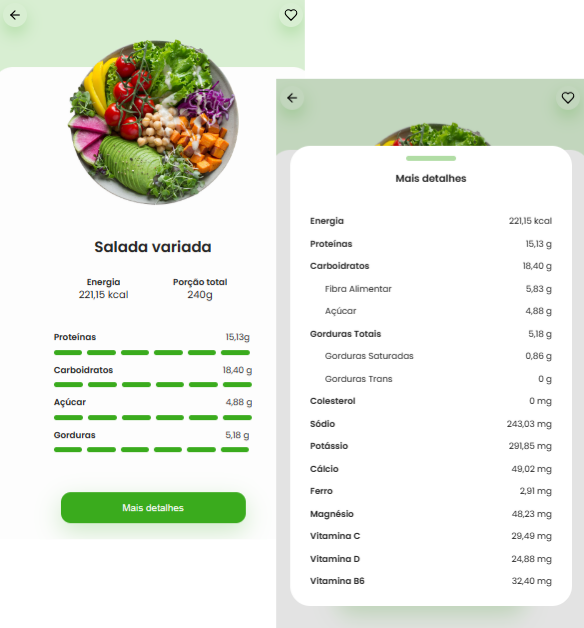 Salada variada
Energia Porção total
221,15 kcal 240g
Proteínas 15,13g
Carboidratos 18,40 g
Açúcar 4,88 g
Gorduras 5,18 g
Mais detalhes
Mais detalhes
Energia 221,15 kcal
Proteínas 15,13 g
Carboidratos 18,40 g
Fibra Alimentar 5,83 g
Açúcar 4,88 g
Gorduras Totais 5,18 g
Gorduras Saturadas 0,86 g
Gorduras Trans 0 g
Colesterol 0 mg
Sódio 243,03 mg
Potássio 291,85 mg
Cálcio 49,02 mg
Ferro 2,91 mg
Magnésio 48,23 mg
Vitamina C 29,49 mg
Vitamina D 24,88 mg
Vitamina B6 32,40 mg